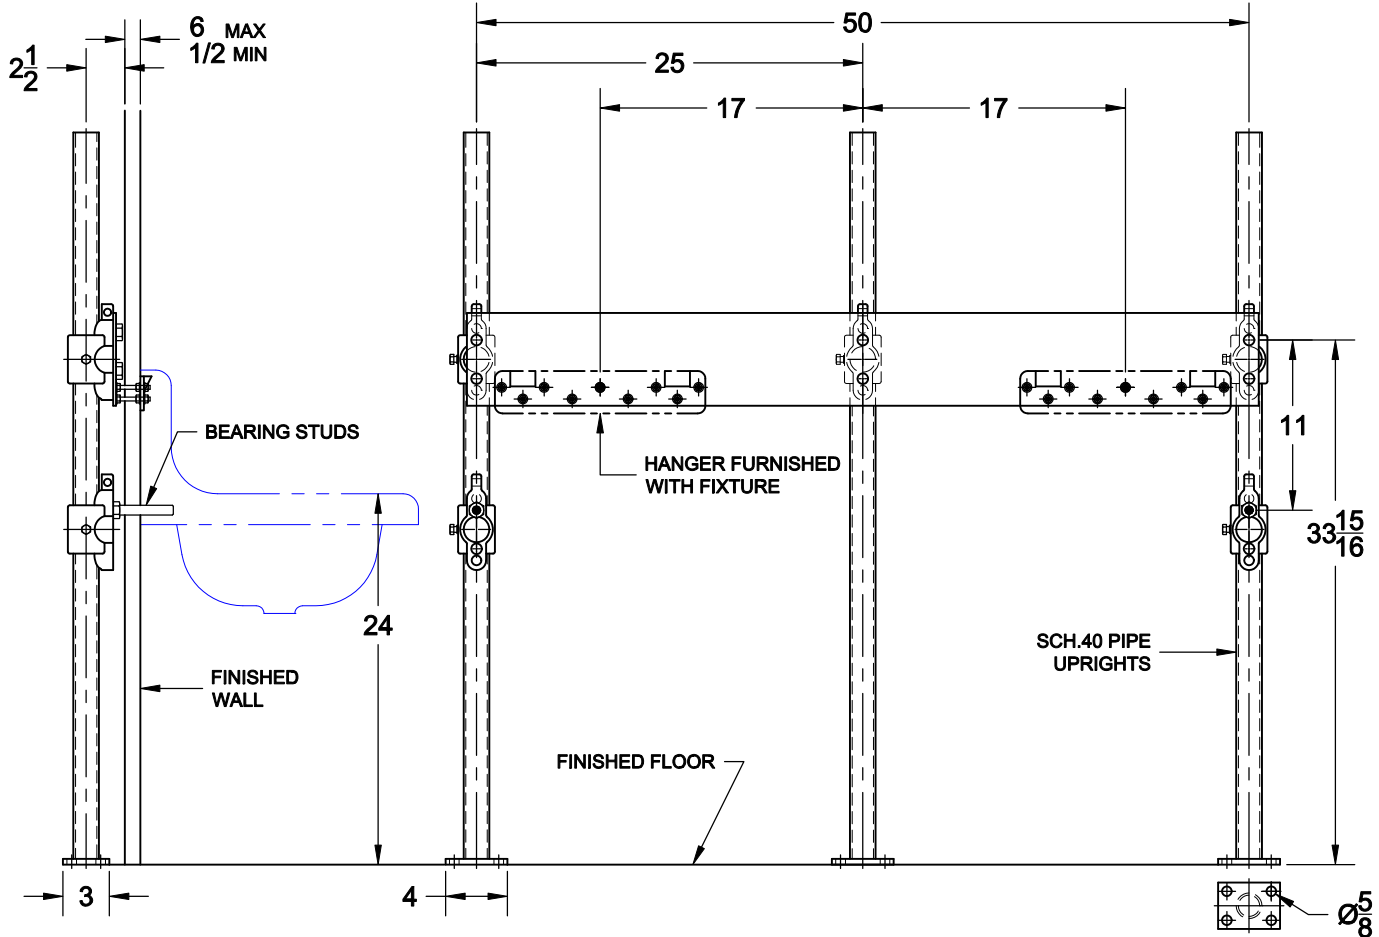 6 MAX
1/2 MIN
2 1/2
50
25
17
17
BEARING STUDS
HANGER FURNISHED
WITH FIXTURE
11
33 15/16
24
SCH.40 PIPE
UPRIGHTS
FINISHED
WALL
FINISHED FLOOR
3
4
Ø5/8